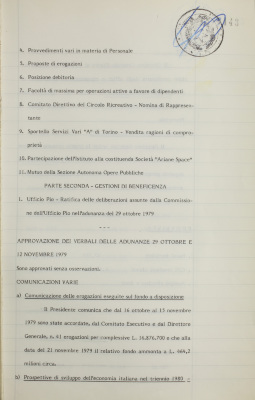 4. Provvedimenti vari in materia di Personale
5. Proposte di erogazioni
6. Posizione debitoria
7. Facoltà di massima per operazioni attive a favore di dipendenti
8. Comitato Direttivo del Circolo Ricreativo - Nomina di Rappresen-
tante
9. Sportello Servizi Vari "A" di Torino - Vendita ragioni di compro-
prietà
10. Partecipazione dell'Istituto alla costituenda Società "Ariane Space"
11. Mutuo della Sezione Autonoma Opere Pubbliche
PARTE SECONDA - GESTIONI DI BENEFICENZA
1. Ufficio Pio - Ratifica delle deliberazioni assunte dalla Commissio-
ne dell'Ufficio Pio nell'adunanza del 29 ottobre 1979
---
APPROVAZIONE DEI VERBALI DELLE ADUNANZE 29 OTTOBRE E
12 NOVEMBRE 1979
Sono approvati senza osservazioni.
COMUNICAZIONI VARIE
a) Comunicazione delle erogazioni eseguite sul fondo a disposizione
Il Presidente comunica che dal 16 ottobre al 15 novembre
1979 sono state accordate, dal Comitato Esecutivo e dal Direttore
Generale, n. 61 erogazioni per complessive L. 16.876.700 e che alla
data del 21 novembre 1979 il relativo fondo ammonta a L. 469,2
milioni circa.
b) Prospettive di sviluppo dell'economia italiana nel triennio 1980 -